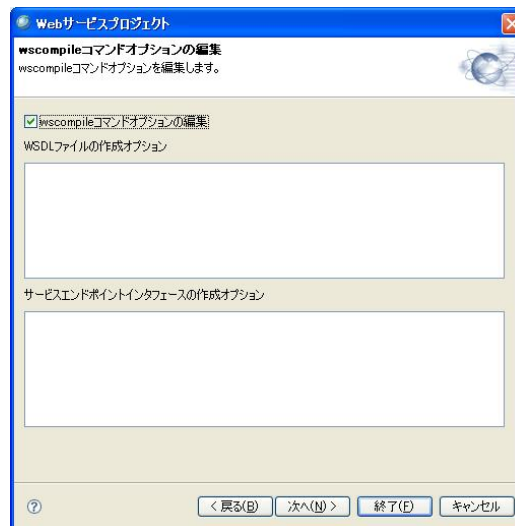 Webサービスプロジェクト
wscompileコマンドオプションの編集
wscompileコマンドオプションを編集します。
wscompileコマンドオプションの編集
WSDLファイルの作成オプション
サービスエンドポイントインタフェースの作成オプション
? < 戻る(B) 次へ(N) > 終了(F) キャンセル